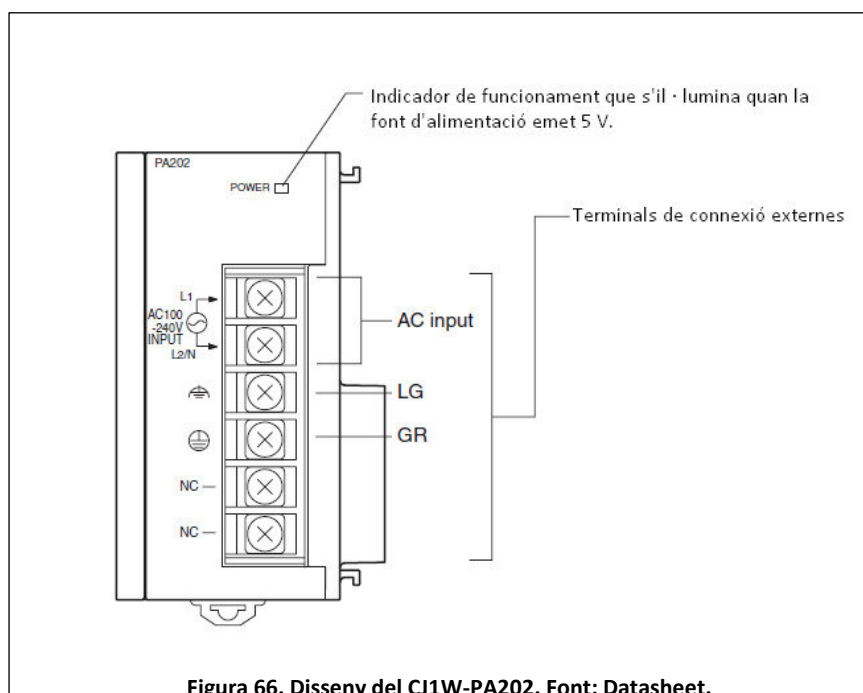 Indicador de funcionament que s'il · lumina quan la
font d'alimentació emet 5 V.
PA202
POWER
Terminals de connexió externes
L1
AC100
-240V
INPUT
L2/N
AC input
LG
GR
NC
NC
Figura 66. Disseny del CJ1W-PA202. Font: Datasheet.